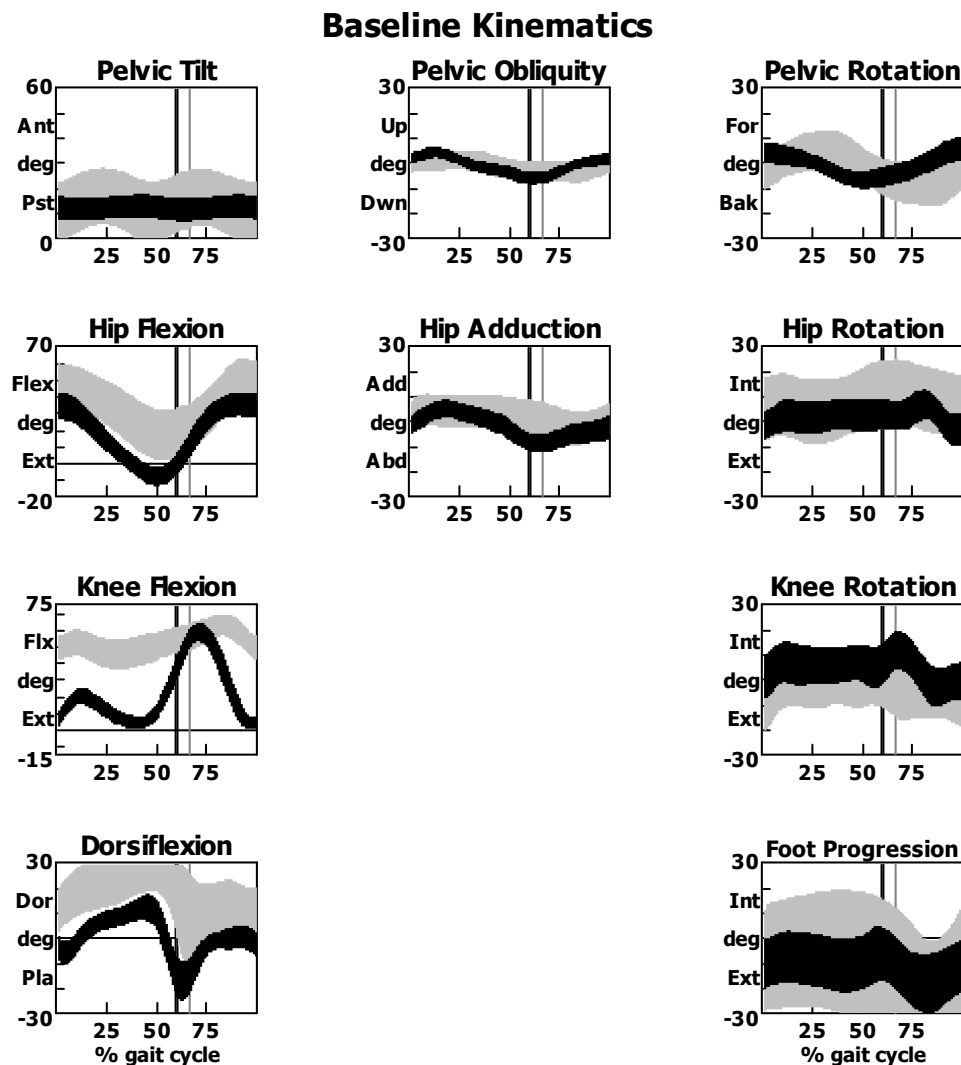 Baseline Kinematics
Pelvic Tilt
60
Ant
deg
Pst
0
25 50 75
Pelvic Obliquity
30
Up
deg
Dwn
-30
25 50 75
Pelvic Rotation
30
For
deg
Bak
-30
25 50 75
Hip Flexion
70
Flex
deg
Ext
-20
25 50 75
Hip Adduction
30
Add
deg
Abd
-30
25 50 75
Hip Rotation
30
Int
deg
Ext
-30
25 50 75
Knee Flexion
75
Flx
deg
Ext
-15
25 50 75
Knee Rotation
30
Int
deg
Ext
-30
25 50 75
Dorsiflexion
30
Dor
deg
Pla
-30
25 50 75
% gait cycle
Foot Progression
30
Int
deg
Ext
-30
25 50 75
% gait cycle